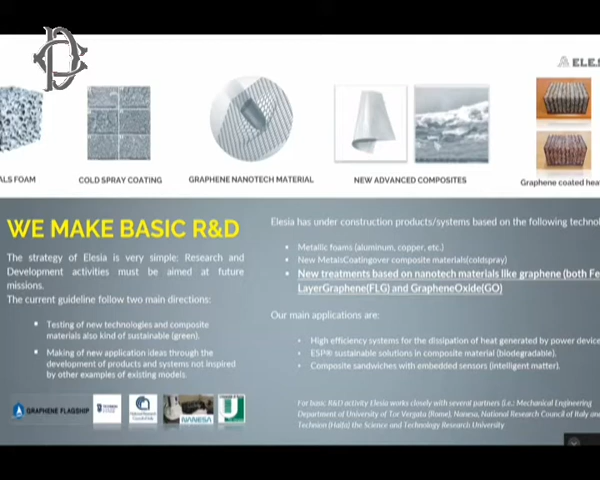 ELES
ALS FOAM
COLD SPRAY COATING
GRAPHENE NANOTECH MATERIAL
NEW ADVANCED COMPOSITES
Graphene coated hea
WE MAKE BASIC R&D
The strategy of Elesia is very simple: Research and
Development activities must be aimed at future
missions.
The current guideline follow two main directions:
Testing of new technologies and composite
materials also kind of sustainable (green).
Making of new application ideas through the
development of products and systems not inspired
by other examples of existing models.
GRAPHENE FLAGSHIP
NANESA
Elesia has under construction products/systems based on the following technol
Metallic foams (aluminum, copper, etc.)
New MetalsCoatingover composite materials(coldspray)
New treatments based on nanotech materials like graphene (both Fe
LayerGraphene(FLG) and GrapheneOxide(GO)
Our main applications are:
High efficiency systems for the dissipation of heat generated by power device
ESP® sustainable solutions in composite material (biodegradable).
Composite sandwiches with embedded sensors (intelligent matter).
For basic R&D activity Elesia works closely with several partners (i.e.: Mechanical Engineering
Department of University of Tor Vergata (Rome), Nanesa, National Research Council of Italy an
Technion (Haifa) the Science and Technology Research University